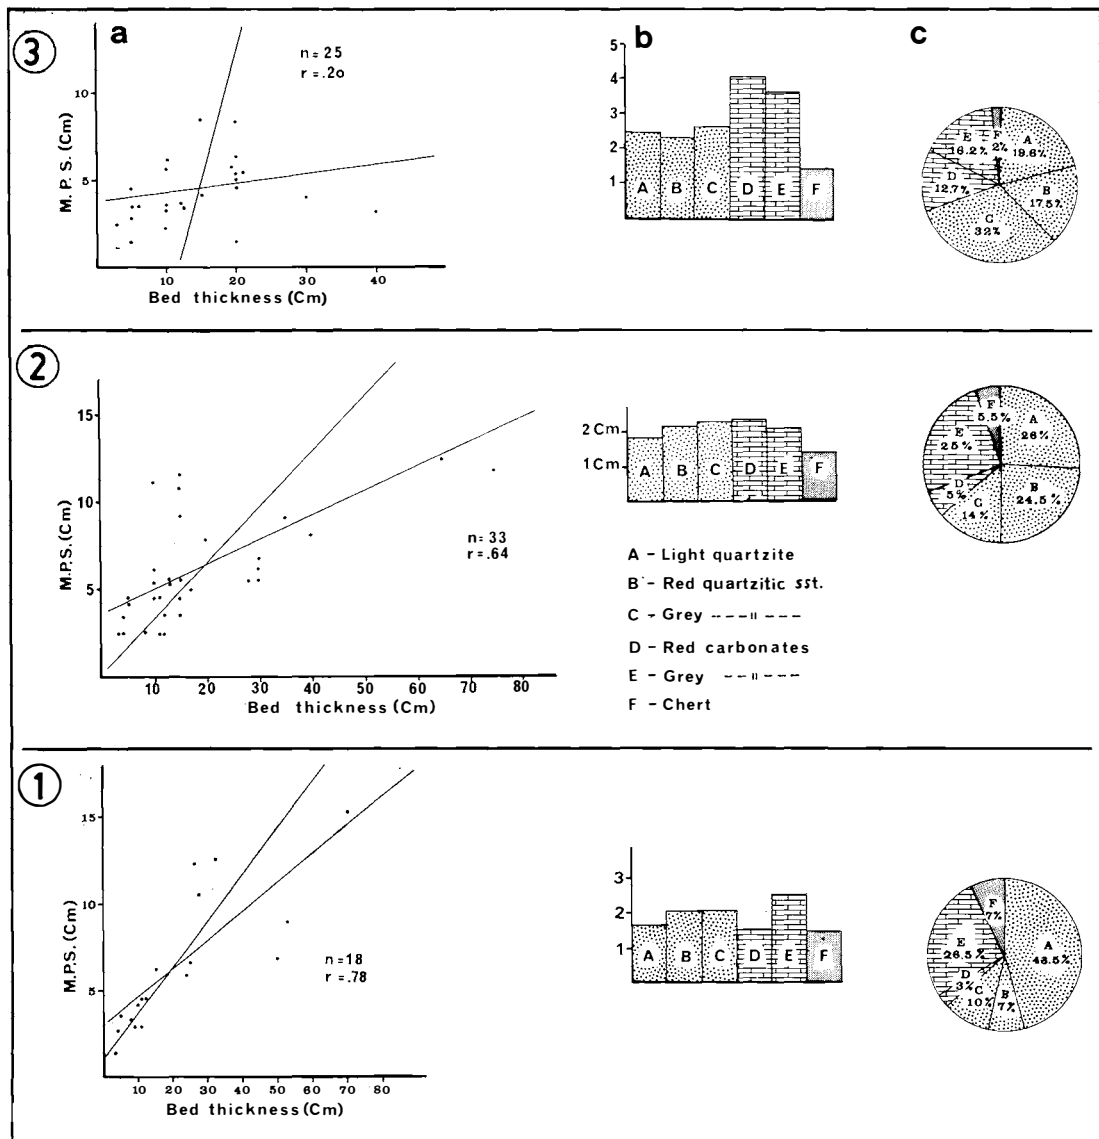 3
a
n=25
r=.20
M.P.S. (Cm)
10
5
10 20 30 40
Bed thickness (Cm)
b
5
4
3
2
1
A B C D E F
c
E 16.2%
F 2%
A 19.6%
D 12.7%
B 17.5%
C 32%
2
M.P.S. (Cm)
15
10
5
n=33
r=.64
10 20 30 40 50 60 70 80
Bed thickness (Cm)
2 Cm
1 Cm
A B C D E F
F 5.5%
A 26%
E 25%
D 5%
C 14%
B 24.5%
A - Light quartzite
B - Red quartzitic sst.
C - Grey ---"---
D - Red carbonates
E - Grey --"---
F - Chert
1
M.P.S. (Cm)
15
10
5
n=18
r=.78
10 20 30 40 50 60 70 80
Bed thickness (Cm)
3
2
1
A B C D E F
F 7%
A 43.5%
E 26.5%
D 3%
C 10%
B 7%